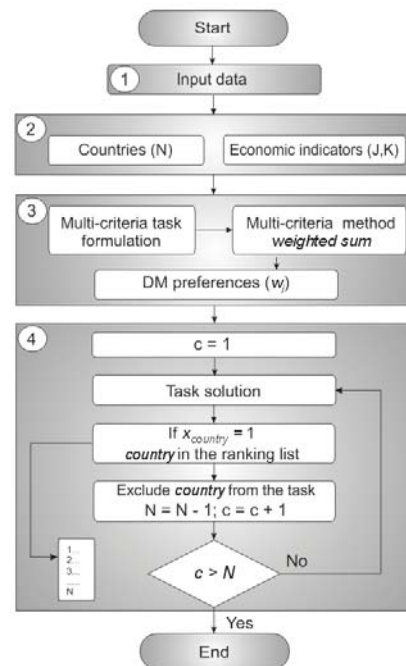 Start
1
Input data
2
Countries (N)
Economic indicators (J,K)
3
Multi-criteria task
formulation
Multi-criteria method
weighted sum
DM preferences (wj)
4
c = 1
Task solution
If xcountry = 1
country in the ranking list
Exclude country from the task
N = N - 1; c = c + 1
1...
2...
3...
....
N
c > N
No
Yes
End